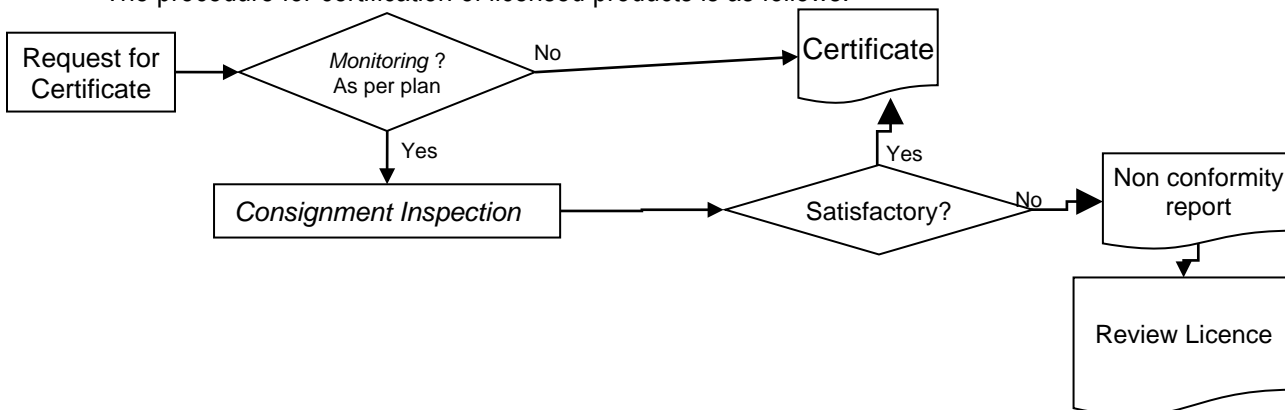 The procedure for certification of licensed products is as follows:
Request for
Certificate
Monitoring ?
As per plan
No
Certificate
Yes
Consignment Inspection
Satisfactory?
Yes
No
Non conformity
report
Review Licence